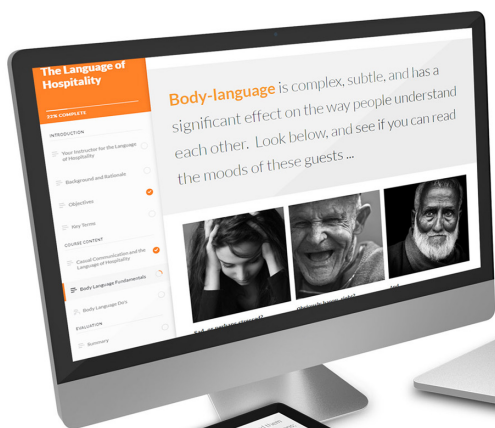 The Language of
Hospitality
22% COMPLETE
INTRODUCTION
Your Instructor for the Language
of Hospitality
Background and Rationale
Objectives
Key Terms
COURSE CONTENT
Casual Communication and the
Language of Hospitality
Body Language Fundamentals
Body Language Data
EVALUATION
Summary
Body-language is complex, subtle, and has a
significant effect on the way people understand
each other. Look below, and see if you can read
the moods of these guests ...